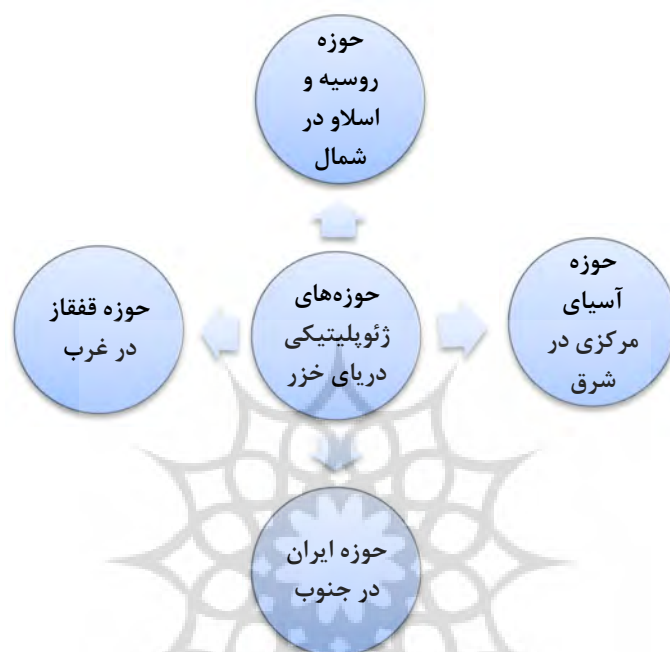 حوزه
روسیه و
اسلاو در
شمال
حوزه
آسیای
مرکزی در
شرق
حوزه‌های
ژئوپلیتیکی
دریای خزر
حوزه قفقاز
در غرب
حوزه ایران
در جنوب